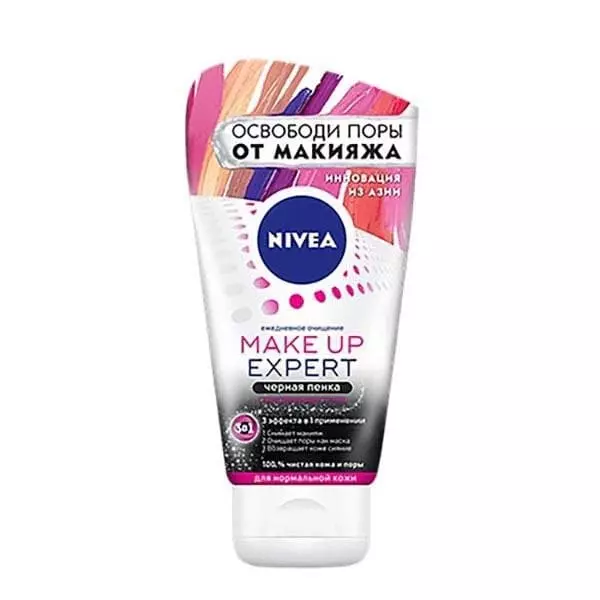 ОСВОБОДИ ПОРЫ
ОТ МАКИЯЖА
ИННОВАЦИЯ
ИЗ АЗИИ
NIVEA
ежедневное очищение
MAKE UP
EXPERT
черная пенка
3в1
3 эффекта в 1 применении
1 Снимает макияж
2 Очищает поры как маска
3 Возвращает коже сияние
100% чистая кожа и поры
для нормальной кожи